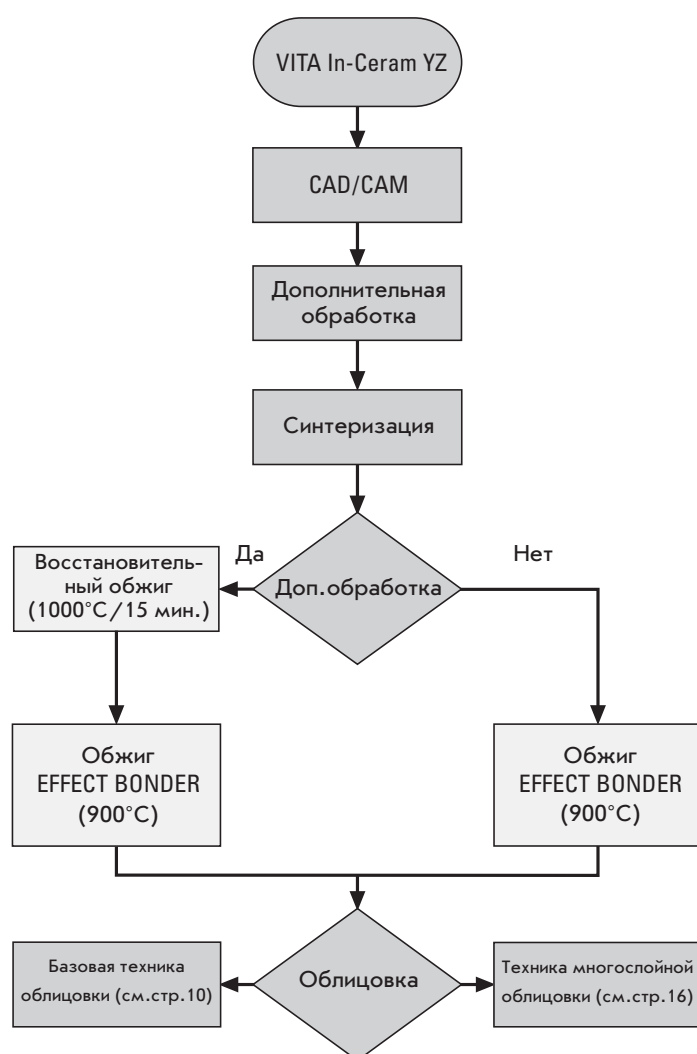 VITA In-Ceram YZ
CAD/CAM
Дополнительная
обработка
Синтеризация
Да
Нет
Восстановитель-
ный обжиг
(1000°C/15 мин.)
Доп.обработка
Обжиг
EFFECT BONDER
(900°C)
Обжиг
EFFECT BONDER
(900°C)
Базовая техника
облицовки (см.стр.10)
Облицовка
Техника многослойной
облицовки (см.стр.16)